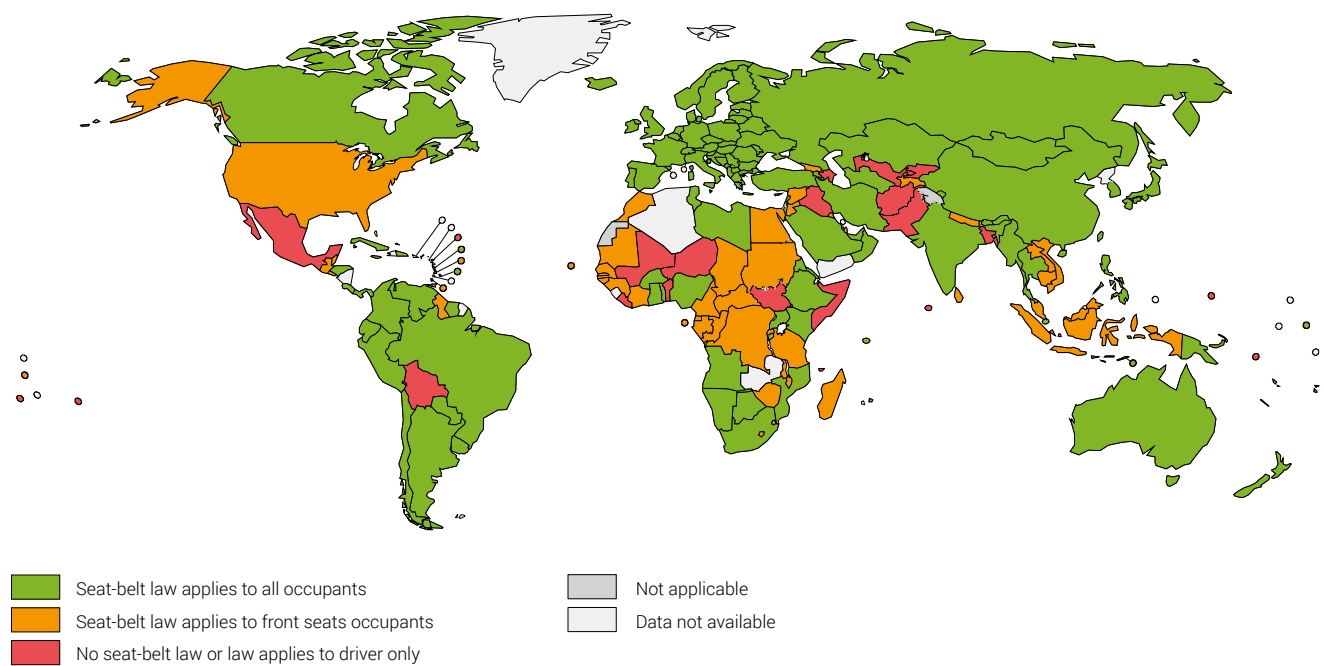 Seat-belt law applies to all occupants
Seat-belt law applies to front seats occupants
No seat-belt law or law applies to driver only
Not applicable
Data not available